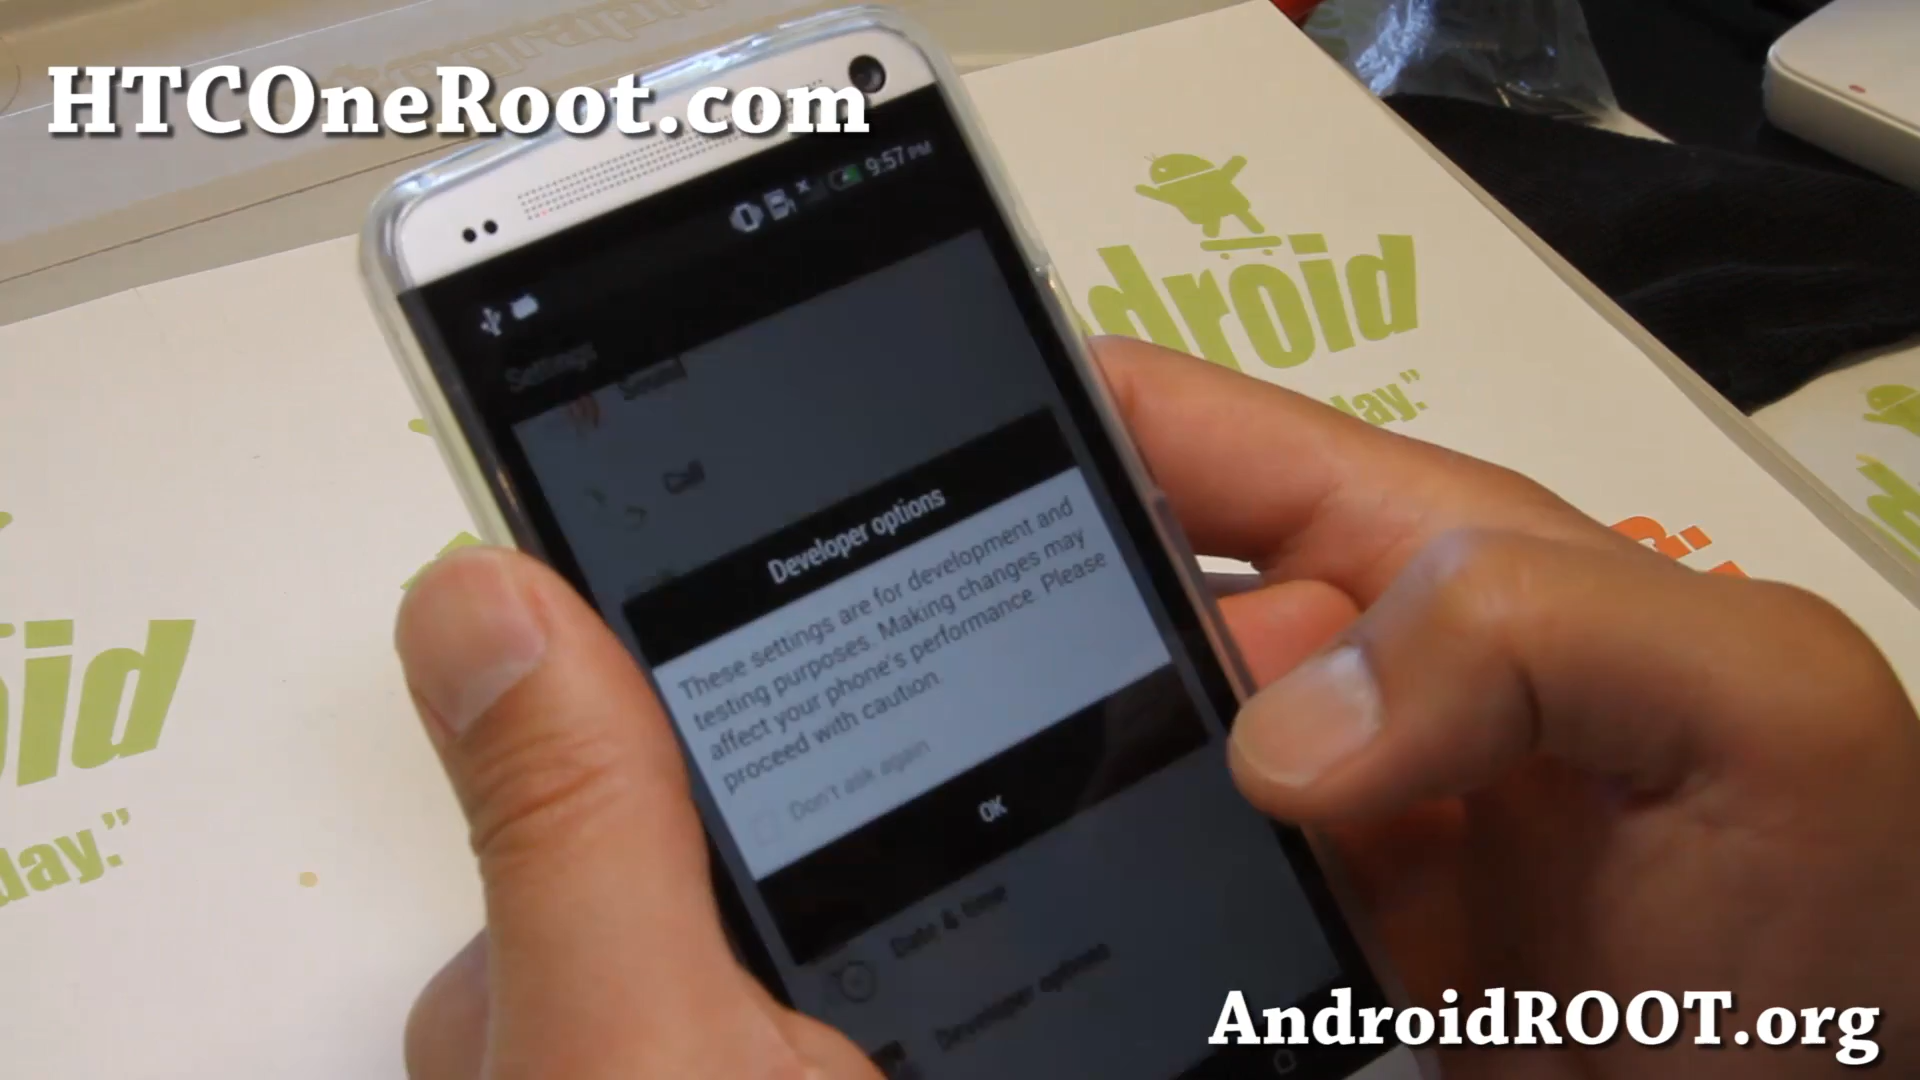 HTCOneRoot.com
9:57 PM
Settings
Sound
Call
Developer options
These settings are for development and
testing purposes. Making changes may
affect your phone's performance. Please
proceed with caution.
Don't ask again
OK
Date & time
Developer options
android
day."
oid
day."
AndroidROOT.org